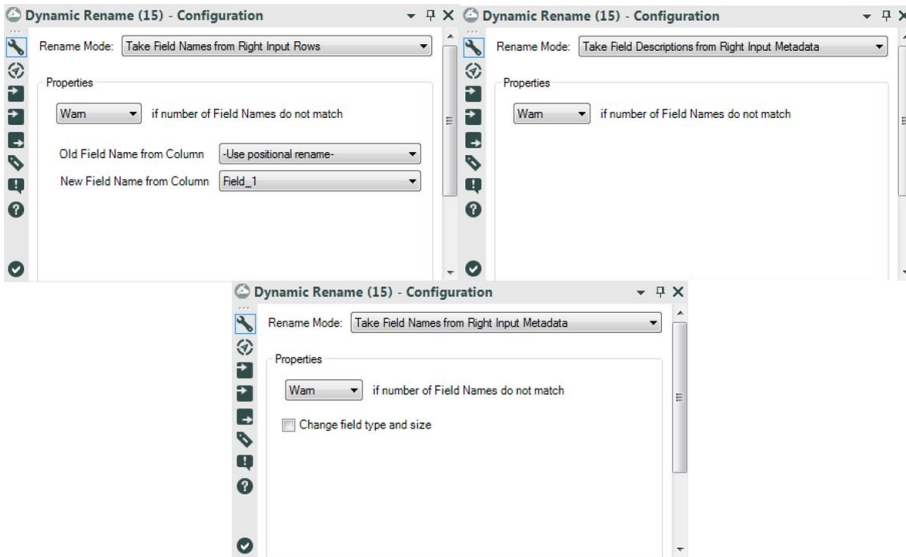 Dynamic Rename (15) - Configuration
Rename Mode: Take Field Names from Right Input Rows
Properties
Warn if number of Field Names do not match
Old Field Name from Column -Use positional rename-
New Field Name from Column Field_1
Dynamic Rename (15) - Configuration
Rename Mode: Take Field Descriptions from Right Input Metadata
Properties
Warn if number of Field Names do not match
Dynamic Rename (15) - Configuration
Rename Mode: Take Field Names from Right Input Metadata
Properties
Warn if number of Field Names do not match
Change field type and size